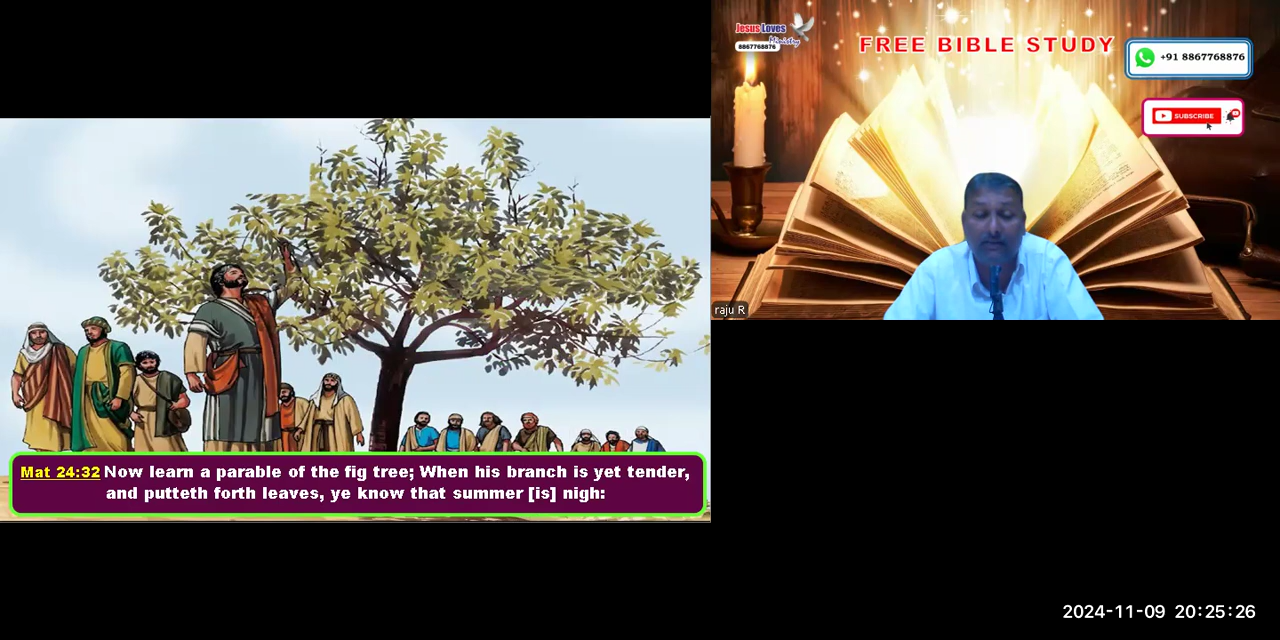 Jesus Loves
Ministry
8867768876
FREE BIBLE STUDY
+91 8867768876
SUBSCRIBE
raju R
Mat 24:32 Now learn a parable of the fig tree; When his branch is yet tender,
and putteth forth leaves, ye know that summer [is] nigh:
2024-11-09 20:25:26